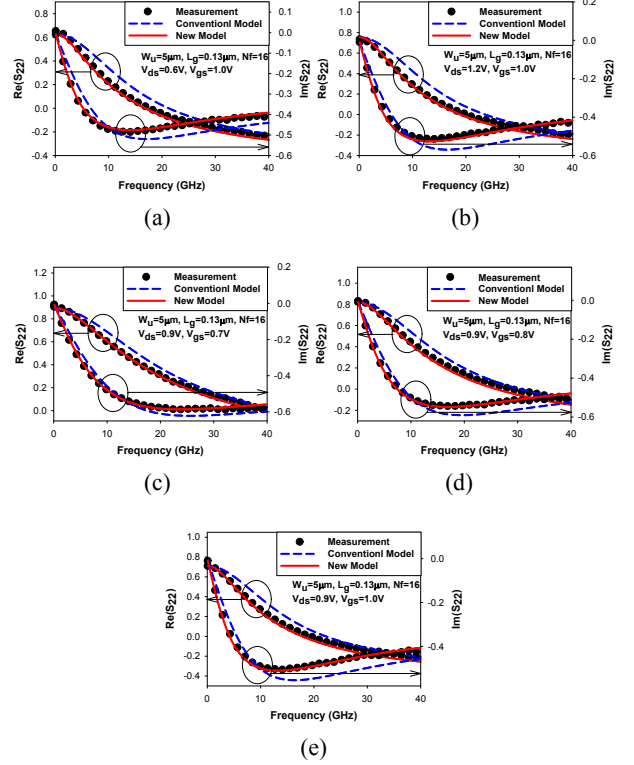 Measurement
Conventionl Model
New Model
Wu=5μm, Lg=0.13μm, Nf=16
Vds=0.6V, Vgs=1.0V
Re(S22)
Im(S22)
0.8
0.6
0.4
0.2
0.0
-0.2
-0.4
0.1
0.0
-0.1
-0.2
-0.3
-0.4
-0.5
-0.6
0 10 20 30 40
Frequency (GHz)
(a)
Measurement
Conventionl Model
New Model
Wu=5μm, Lg=0.13μm, Nf=16
Vds=1.2V, Vgs=1.0V
Re(S22)
Im(S22)
1.0
0.8
0.6
0.4
0.2
0.0
-0.2
-0.4
0.0
-0.2
-0.4
-0.6
0 10 20 30 40
Frequency (GHz)
(b)
Measurement
Conventionl Model
New Model
Wu=5μm, Lg=0.13μm, Nf=16
Vds=0.9V, Vgs=0.7V
Re(S22)
Im(S22)
1.2
1.0
0.8
0.6
0.4
0.2
0.0
0.2
0.0
-0.2
-0.4
-0.6
0 10 20 30 40
Frequency (GHz)
(c)
Measurement
Conventionl Model
New Model
Wu=5μm, Lg=0.13μm, Nf=16
Vds=0.9V, Vgs=0.8V
Re(S22)
Im(S22)
1.0
0.8
0.6
0.4
0.2
0.0
-0.2
0.0
-0.2
-0.4
-0.6
0 10 20 30 40
Frequency (GHz)
(d)
Measurement
Conventionl Model
New Model
Wu=5μm, Lg=0.13μm, Nf=16
Vds=0.9V, Vgs=1.0V
Re(S22)
Im(S22)
1.0
0.8
0.6
0.4
0.2
0.0
-0.2
-0.4
0.0
-0.2
-0.4
0 10 20 30 40
Frequency (GHz)
(e)